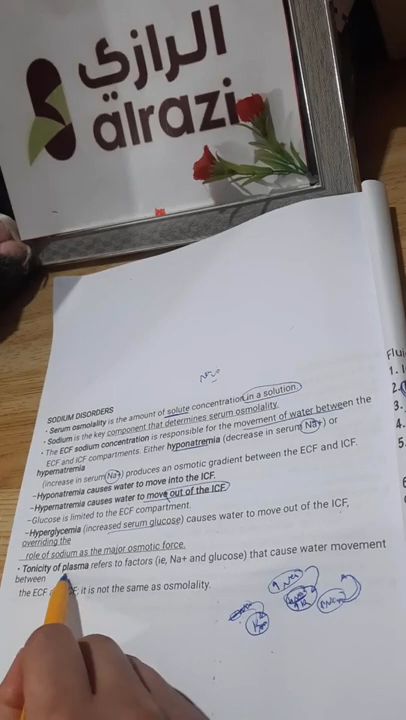 الرازي
alrazi
SODIUM DISORDERS
• Serum osmolality is the amount of solute concentration in a solution.
• Sodium is the key component that determines serum osmolality.
• The ECF sodium concentration is responsible for the movement of water between the
ECF and ICF compartments. Either hyponatremia (decrease in serum Na+) or
hypernatremia
(increase in serum Na+) produces an osmotic gradient between the ECF and ICF.
–Hyponatremia causes water to move into the ICF.
–Hypernatremia causes water to move out of the ICF.
–Glucose is limited to the ECF compartment.
–Hyperglycemia (increased serum glucose) causes water to move out of the ICF,
overriding the
role of sodium as the major osmotic force.
• Tonicity of plasma refers to factors (ie, Na+ and glucose) that cause water movement
between
the ECF CF; it is not the same as osmolality.
Flui
1. I
2.
3.
4.
5.